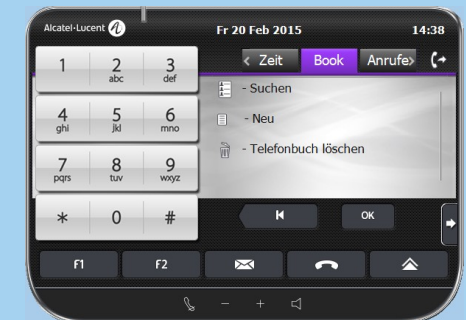 Alcatel·Lucent Fr 20 Feb 2015 14:38
< Zeit Book Anrufe>
1 2 abc 3 def
- Suchen
4 ghi 5 jkl 6 mno
- Neu
7 pqrs 8 tuv 9 wxyz
- Telefonbuch löschen
* 0 #
OK
F1 F2
- +